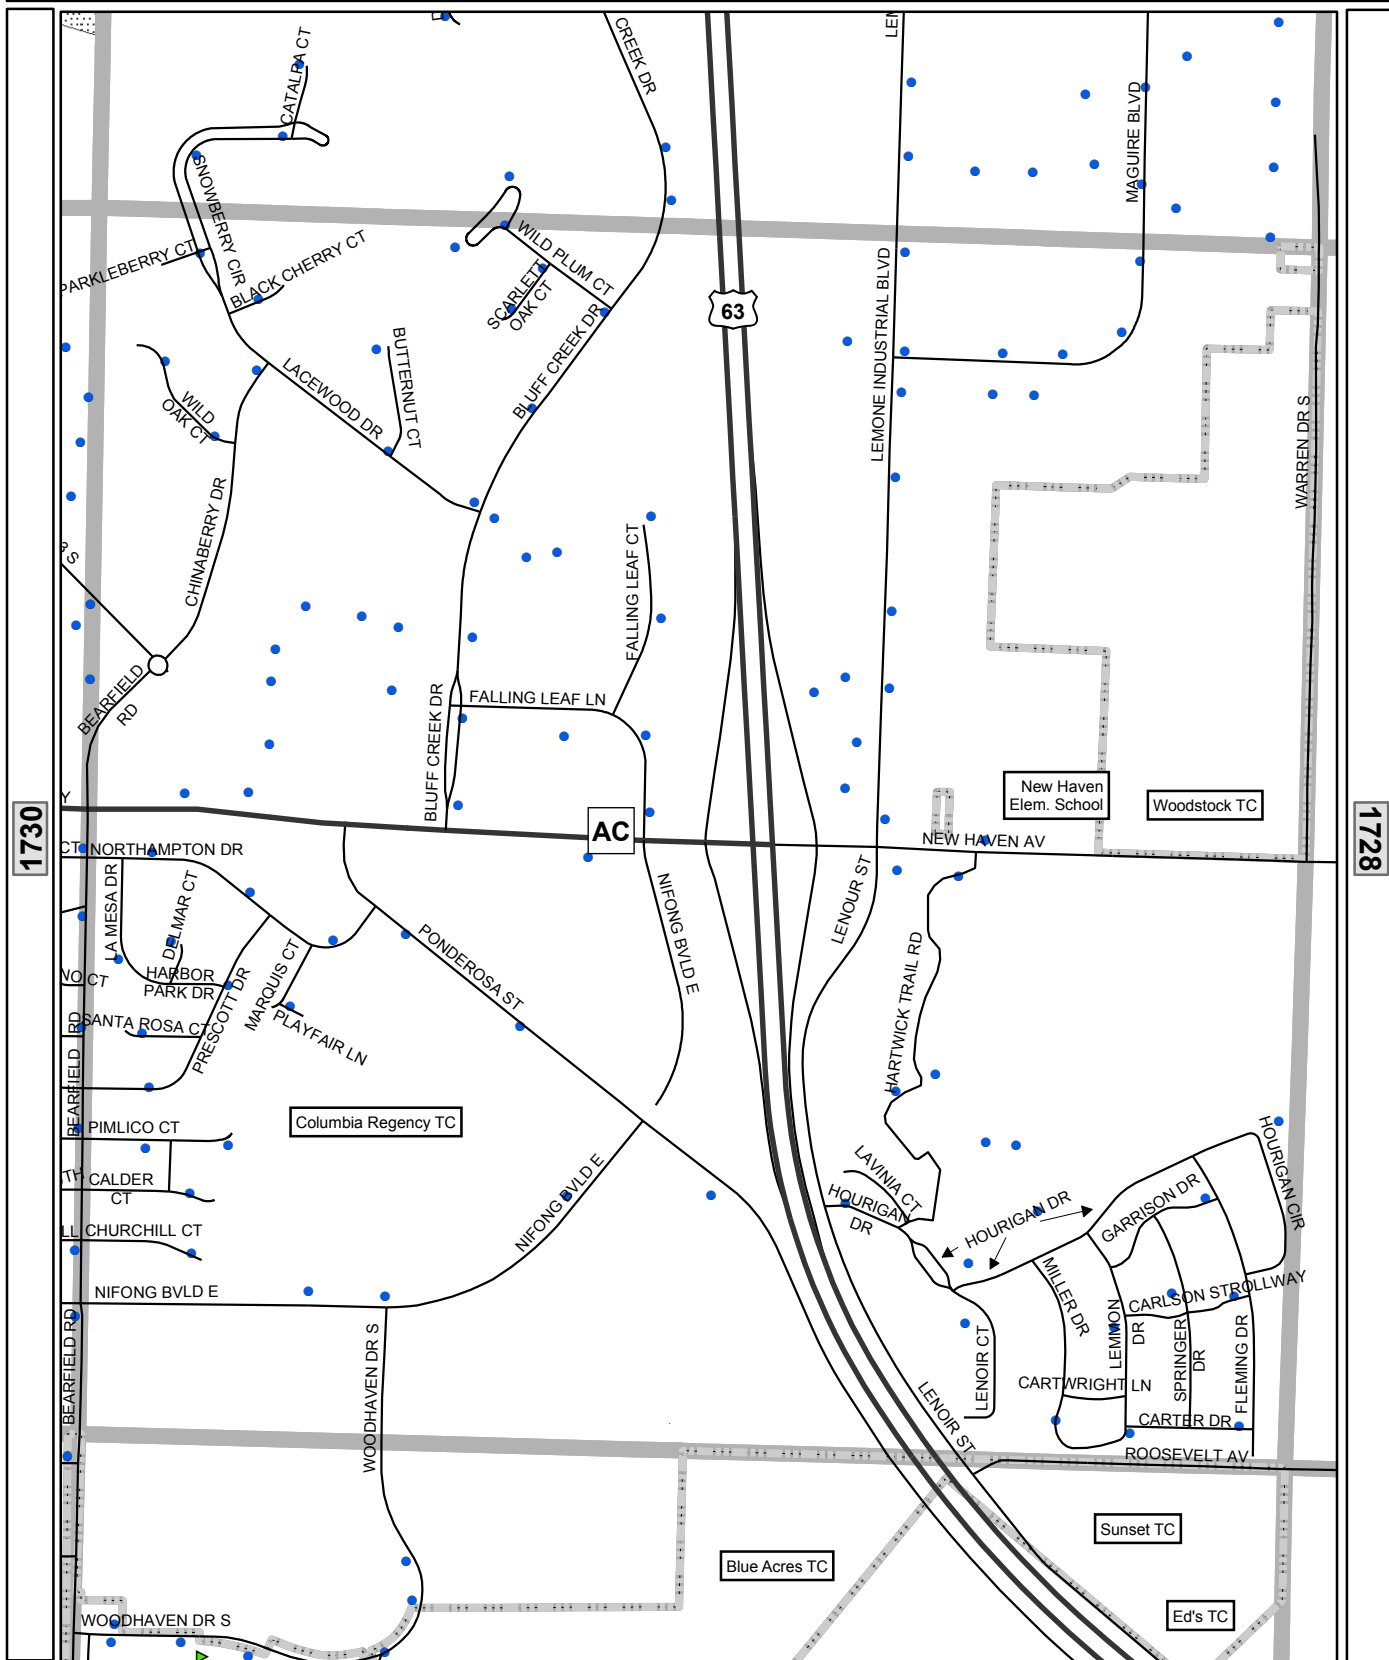 CREEK DR
LEM
CATALPA CT
MAGUIRE BLVD
SNOWBERRY CIR
PARKLEBERRY CT
BLACK CHERRY CT
WILD PLUM CT
SCARLETT
OAK CT
63
LEMONE INDUSTRIAL BLVD
BLUFF CREEK DR
BUTTERNUT CT
LACEWOOD DR
WILD
OAK CT
WARREN DR S
CHINABERRY DR
FALLING LEAF CT
B S
BEARFIELD
RD
BLUFF CREEK DR
FALLING LEAF LN
New Haven
Elem. School
Woodstock TC
1730
1728
Y
AC
NEW HAVEN AV
CT
NORTHAMPTON DR
LA MESA DR
DELMAR CT
LENOUR ST
NIFONG BVLD E
PONDEROSA ST
HARTWICK TRAIL RD
NO CT
HARBOR
PARK DR
PRESCOTT DR
MARQUIS CT
SANTA ROSA CT
PLAYFAIR LN
BEARFIELD RD
Columbia Regency TC
PIMLICO CT
HOURIGAN CIR
LAVINIA CT
TH
CALDER
CT
HOURIGAN
DR
HOURIGAN DR
GARRISON DR
LL
CHURCHILL CT
NIFONG BVLD E
NIFONG BVLD E
MILLER DR
CARLSON STROLLWAY
LEMMON
DR
SPRINGER
DR
FLEMING DR
BEARFIELD RD
WOODHAVEN DR S
LENOIR CT
CARTWRIGHT LN
LENOIR ST
CARTER DR
ROOSEVELT AV
Sunset TC
Blue Acres TC
Ed's TC
WOODHAVEN DR S